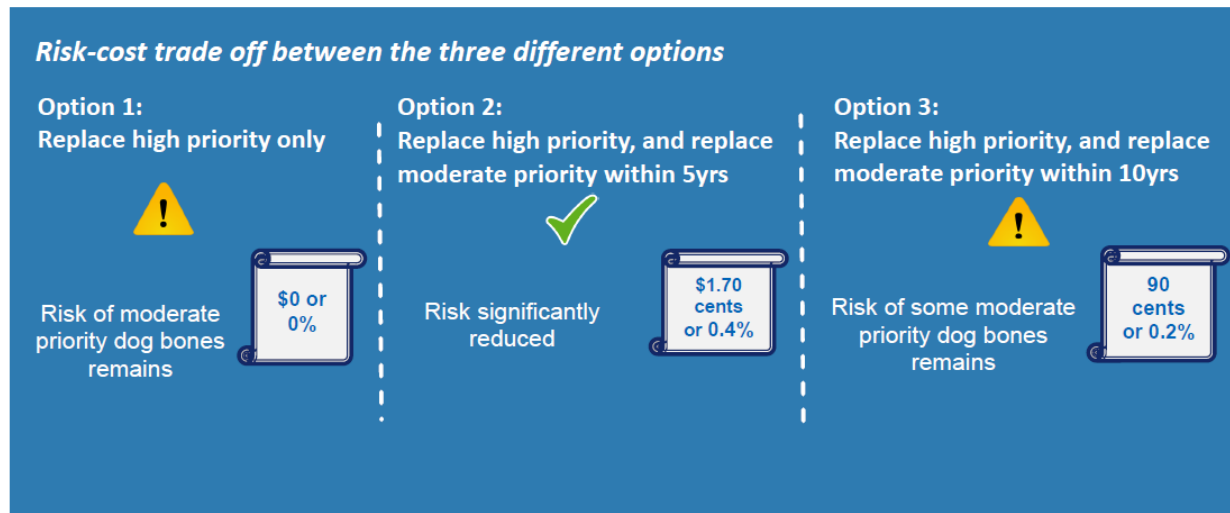 Risk-cost trade off between the three different options
Option 1:
Replace high priority only
!
$0 or
0%
Risk of moderate
priority dog bones
remains
Option 2:
Replace high priority, and replace
moderate priority within 5yrs
$1.70
cents
or 0.4%
Risk significantly
reduced
Option 3:
Replace high priority, and replace
moderate priority within 10yrs
!
90
cents
or 0.2%
Risk of some moderate
priority dog bones
remains